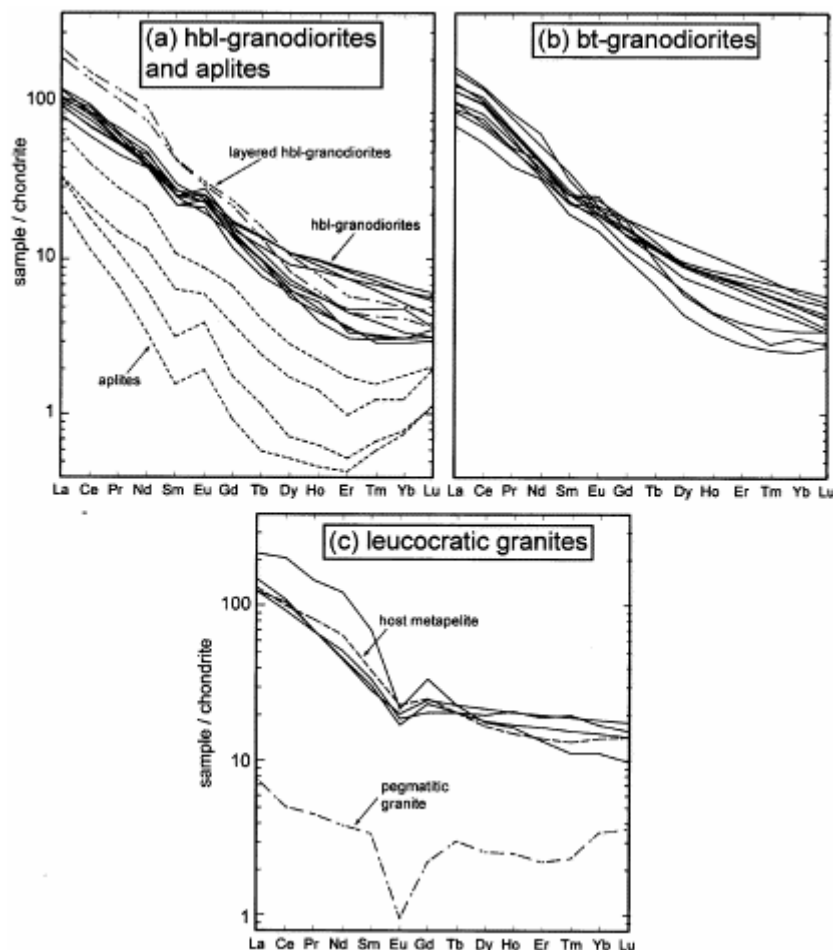 (a) hbl-granodiorites
and aplites
sample / chondrite
100
10
1
layered hbl-granodiorites
hbl-granodiorites
aplites
La Ce Pr Nd Sm Eu Gd Tb Dy Ho Er Tm Yb Lu
(b) bt-granodiorites
La Ce Pr Nd Sm Eu Gd Tb Dy Ho Er Tm Yb Lu
(c) leucocratic granites
sample / chondrite
100
10
1
host metapelite
pegmatitic
granite
La Ce Pr Nd Sm Eu Gd Tb Dy Ho Er Tm Yb Lu